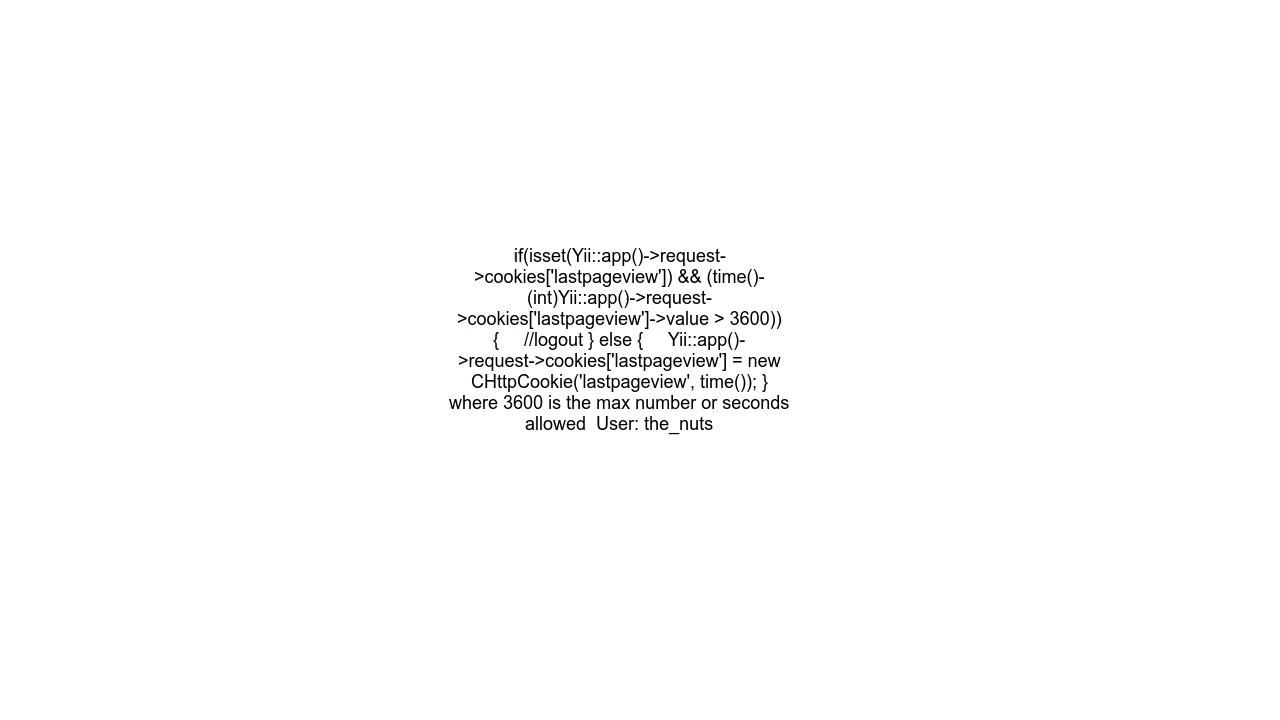 if(isset(Yii::app()->request-
>cookies['lastpageview']) && (time()-
(int)Yii::app()->request-
>cookies['lastpageview']->value > 3600))
{     //logout } else {     Yii::app()-
>request->cookies['lastpageview'] = new
CHttpCookie('lastpageview', time()); }
where 3600 is the max number or seconds
allowed  User: the_nuts